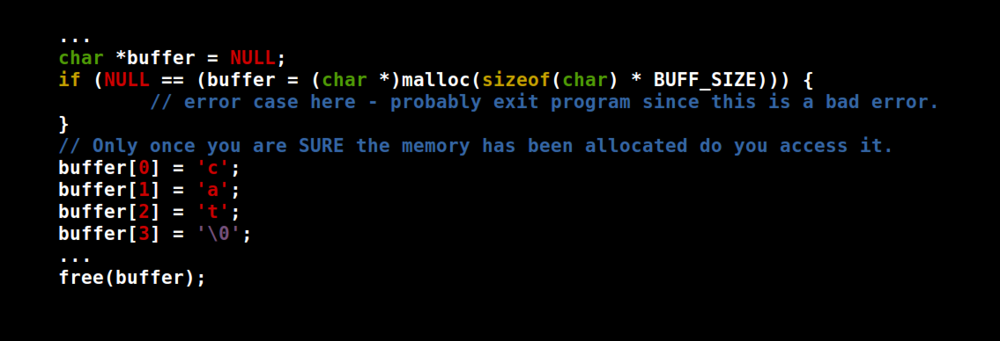 ...
char *buffer = NULL;
if (NULL == (buffer = (char *)malloc(sizeof(char) * BUFF_SIZE))) {
        // error case here - probably exit program since this is a bad error.
}
// Only once you are SURE the memory has been allocated do you access it.
buffer[0] = 'c';
buffer[1] = 'a';
buffer[2] = 't';
buffer[3] = '\0';
...
free(buffer);